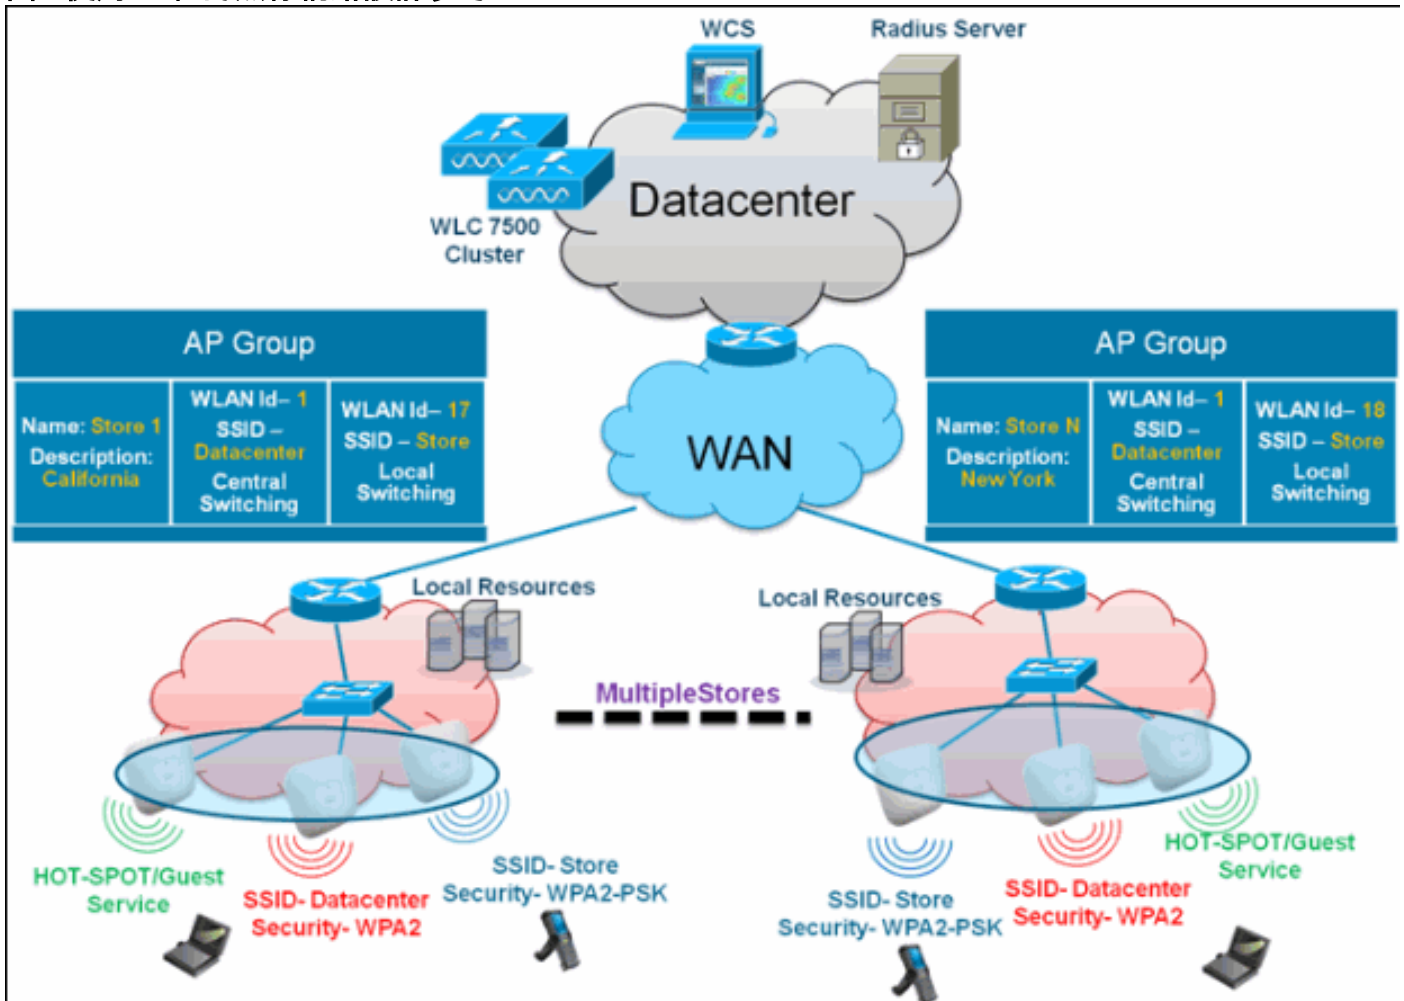 WCS
Radius Server
Datacenter
WLC 7500
Cluster
AP Group
Name: Store 1
Description:
California
WLAN Id– 1
SSID –
Datacenter
Central
Switching
WLAN Id– 17
SSID – Store
Local
Switching
WAN
AP Group
Name: Store N
Description:
NewYork
WLAN Id– 1
SSID –
Datacenter
Central
Switching
WLAN Id– 18
SSID – Store
Local
Switching
Local Resources
Local Resources
MultipleStores
HOT-SPOT/Guest
Service
SSID- Datacenter
Security- WPA2
SSID- Store
Security- WPA2-PSK
SSID- Store
Security- WPA2-PSK
SSID- Datacenter
Security- WPA2
HOT-SPOT/Guest
Service